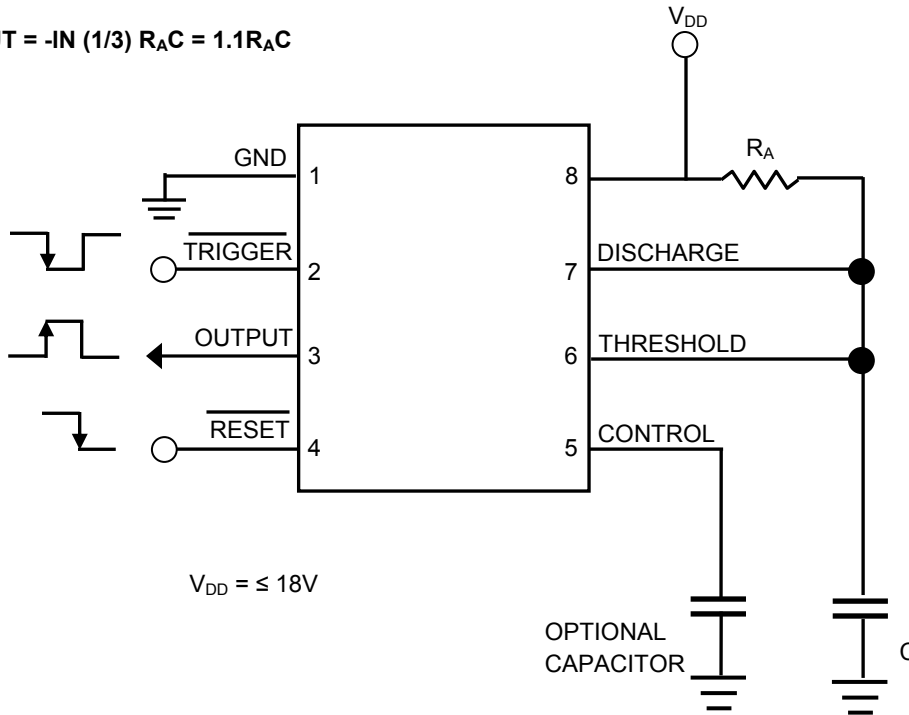 = -IN (1/3) RAC = 1.1RAC
VDD
RA
GND
1
8
TRIGGER
2
7
DISCHARGE
OUTPUT
3
6
THRESHOLD
RESET
4
5
CONTROL
VDD = ≤ 18V
OPTIONAL
CAPACITOR